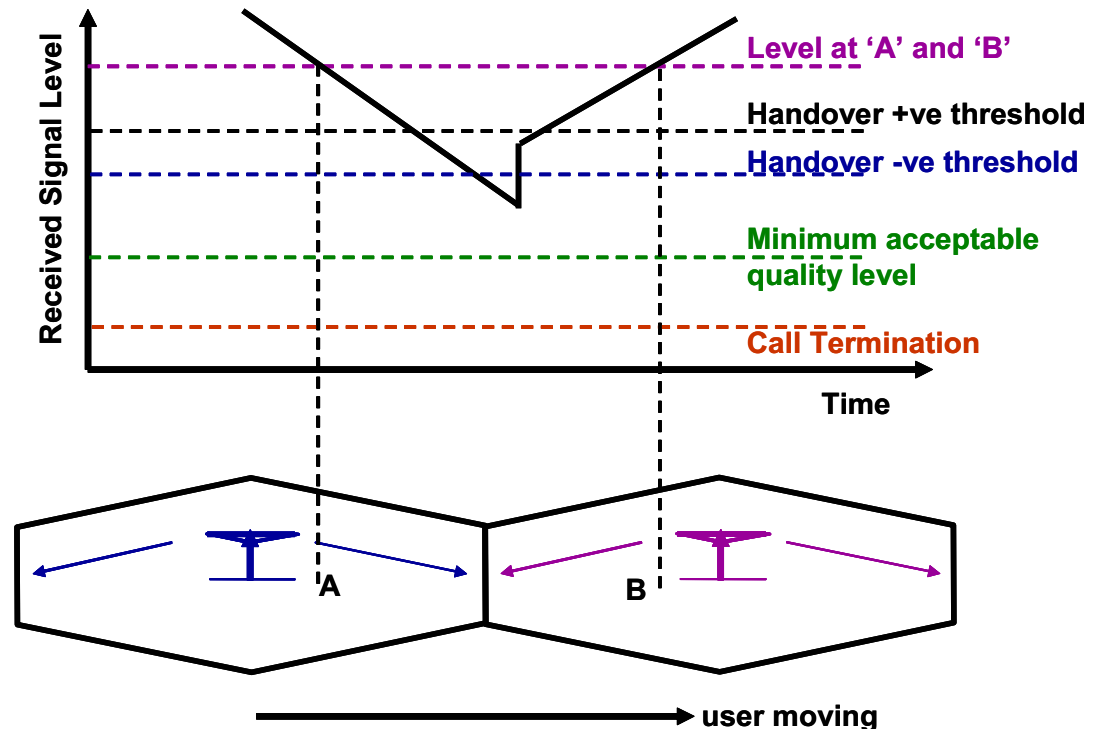 Received Signal Level
Level at ‘A’ and ‘B’
Handover +ve threshold
Handover -ve threshold
Minimum acceptable
quality level
Call Termination
Time
A
B
user moving